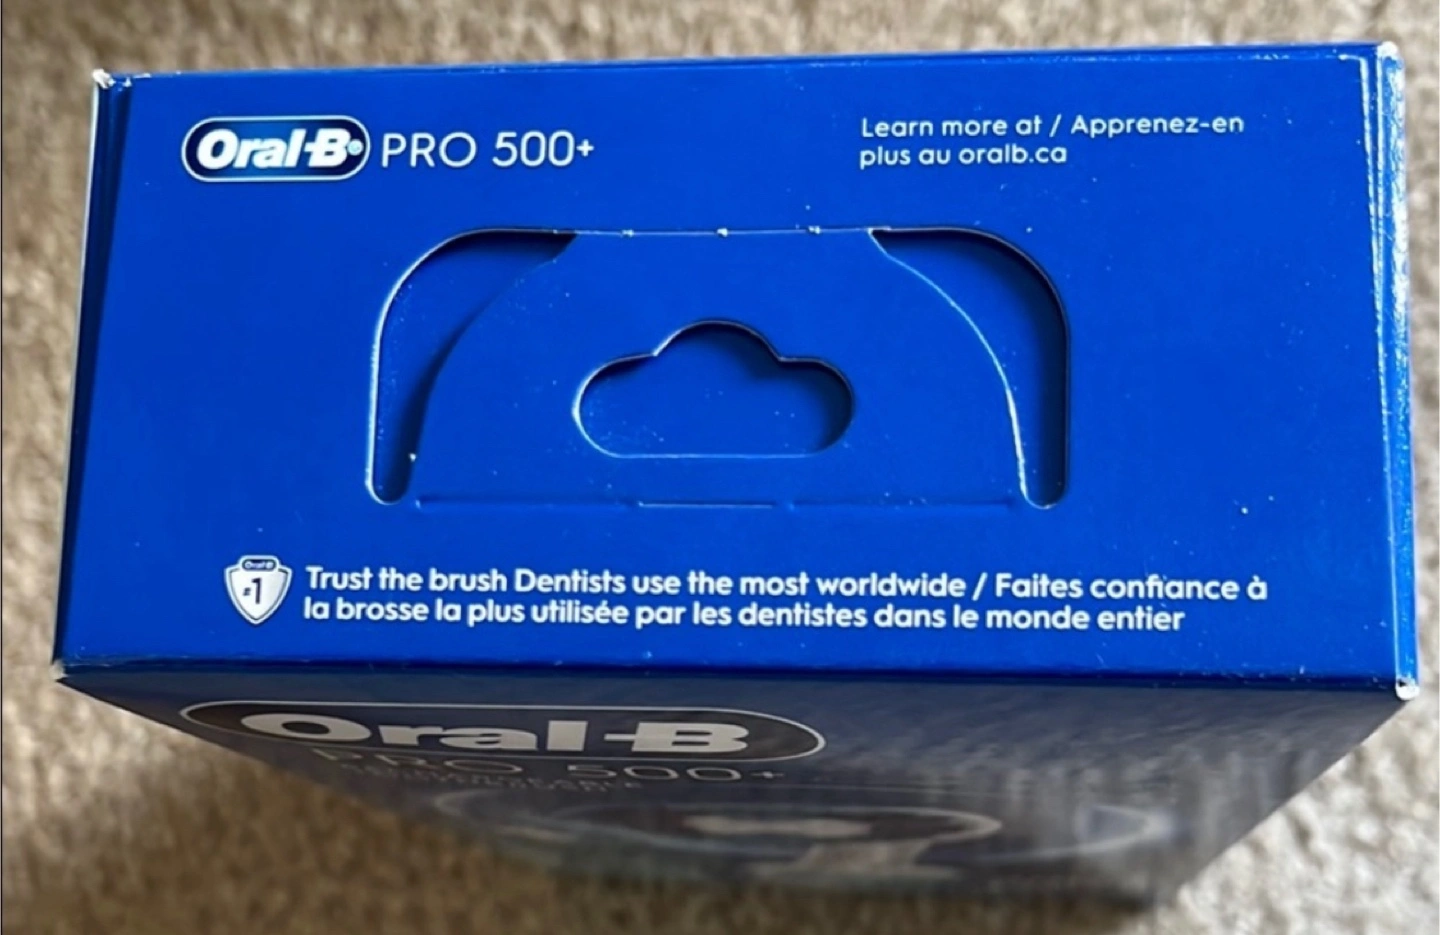 Oral-B PRO 500+
Learn more at / Apprenez-en
plus au oralb.ca
Oral-B
#1
Trust the brush Dentists use the most worldwide / Faites confiance à
la brosse la plus utilisée par les dentistes dans le monde entier
Oral-B
PRO 500+